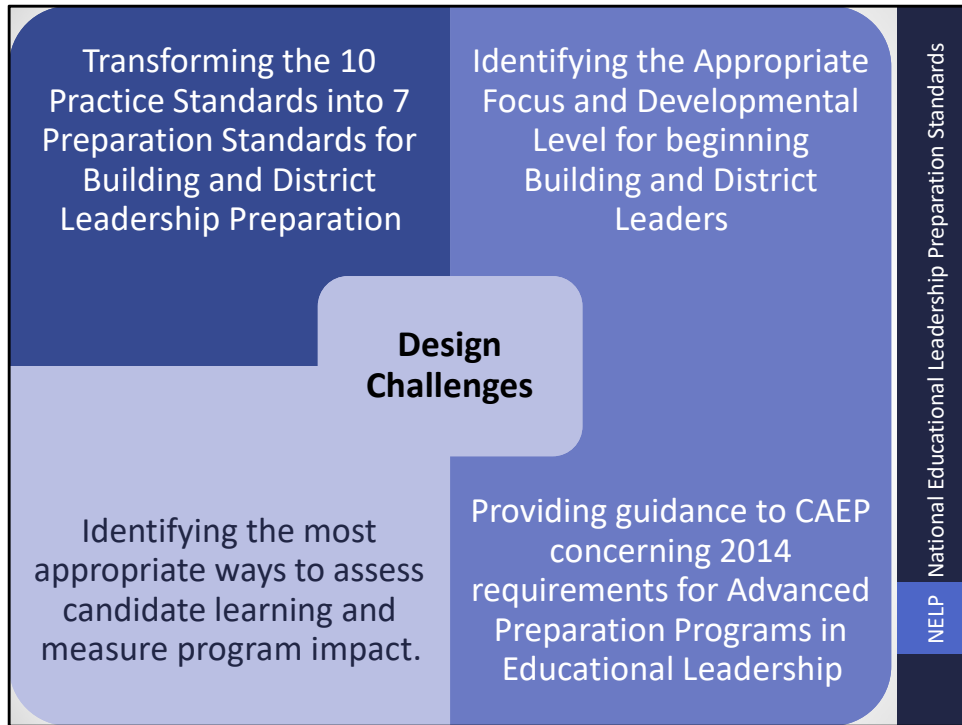 Transforming the 10
Practice Standards into 7
Preparation Standards for
Building and District
Leadership Preparation
Identifying the Appropriate
Focus and Developmental
Level for beginning
Building and District
Leaders
Design
Challenges
Identifying the most
appropriate ways to assess
candidate learning and
measure program impact.
Providing guidance to CAEP
concerning 2014
requirements for Advanced
Preparation Programs in
Educational Leadership
NELP National Educational Leadership Preparation Standards